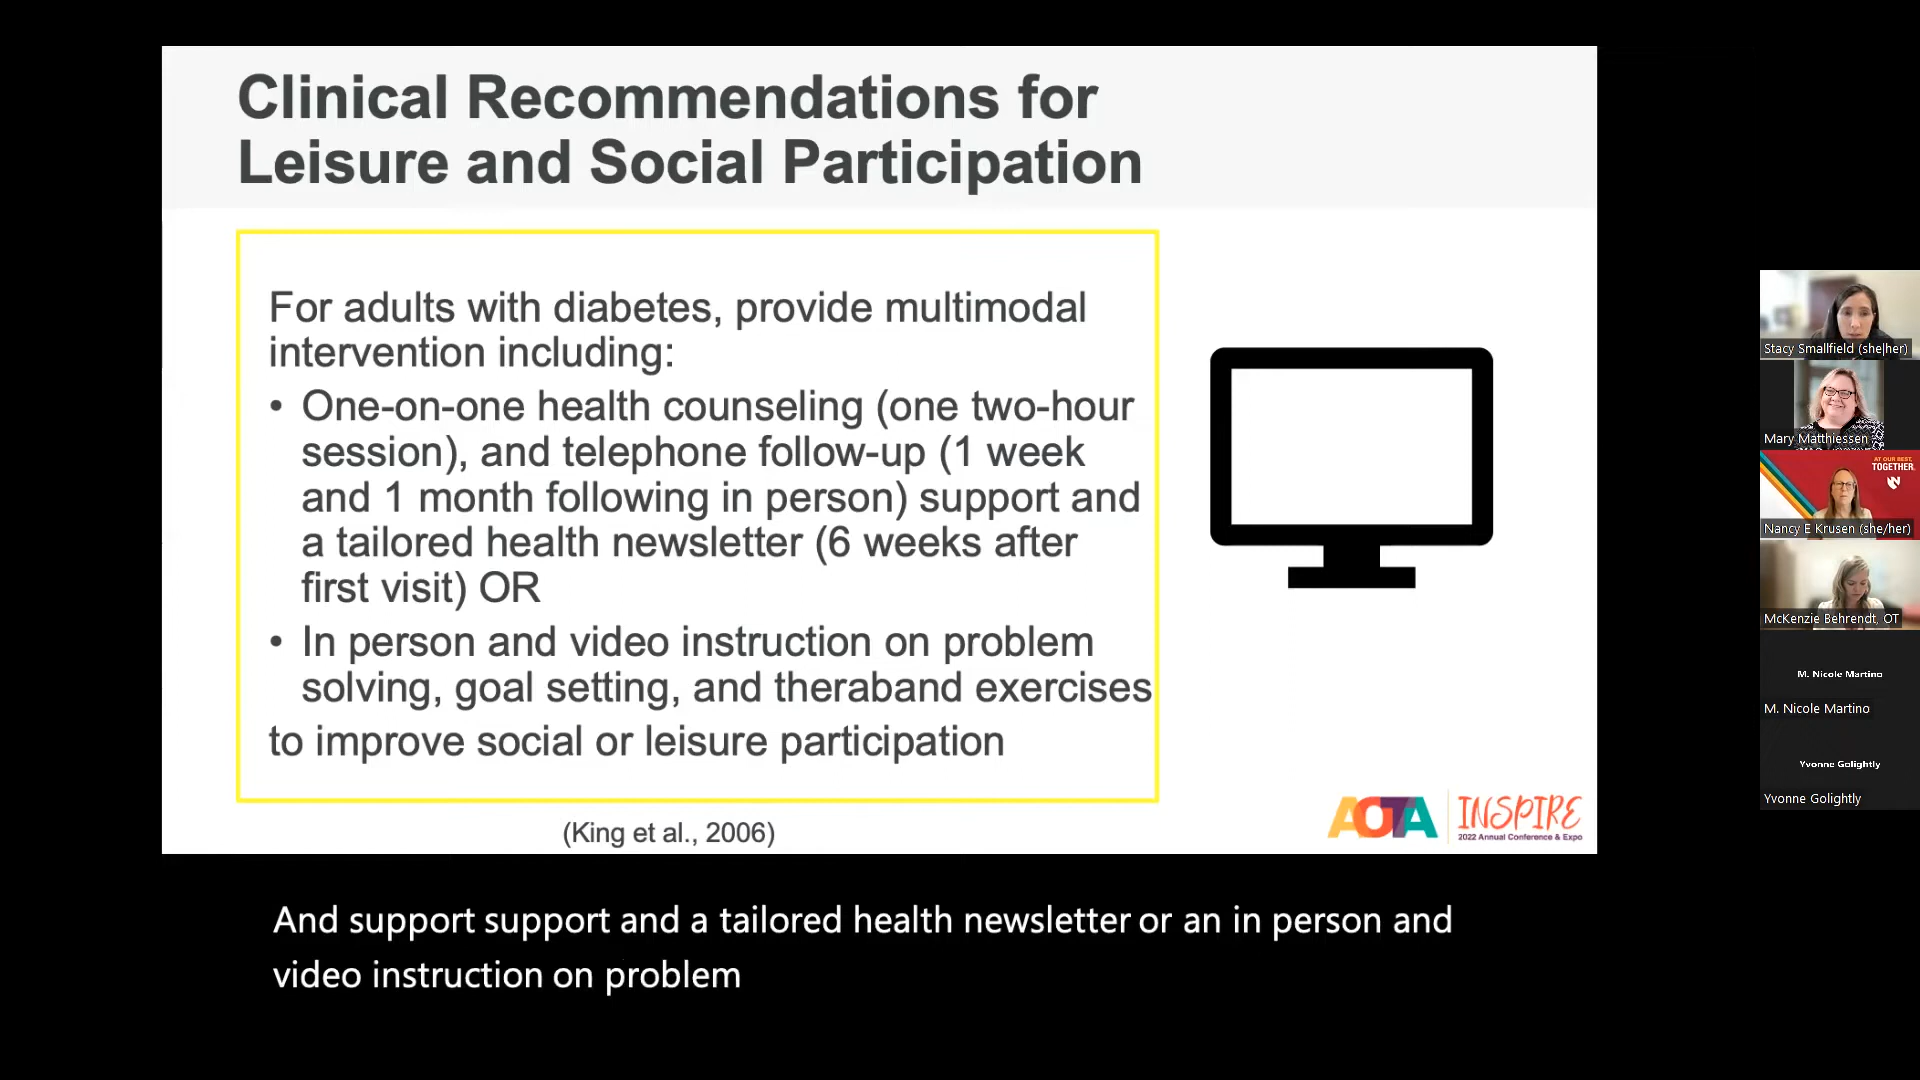 Clinical Recommendations for
Leisure and Social Participation
For adults with diabetes, provide multimodal
intervention including:
• One-on-one health counseling (one two-hour
session), and telephone follow-up (1 week
and 1 month following in person) support and
a tailored health newsletter (6 weeks after
first visit) OR
• In person and video instruction on problem
solving, goal setting, and theraband exercises
to improve social or leisure participation
(King et al., 2006)
AOTA
INSPIRE
2022 Annual Conference & Expo
And support support and a tailored health newsletter or an in person and
video instruction on problem
Stacy Smallfield (she|her)
Mary Matthiessen
AT OUR BEST,
TOGETHER.
N
Nancy E Krusen (she/her)
McKenzie Behrendt, OT
M. Nicole Martino
M. Nicole Martino
Yvonne Golightly
Yvonne Golightly